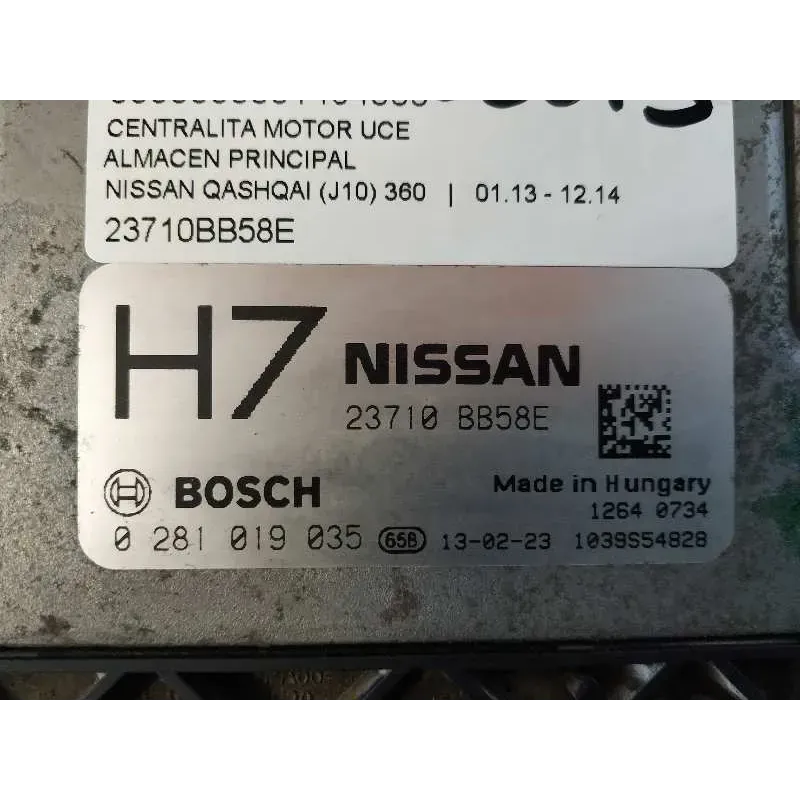 CENTRALITA MOTOR UCE
ALMACEN PRINCIPAL
NISSAN QASHQAI (J10) 360 | 01.13 - 12.14
23710BB58E
H7 NISSAN
23710 BB58E
BOSCH Made in Hungary
1264 0734
0 281 019 035 65B 13-02-23 1039S54828